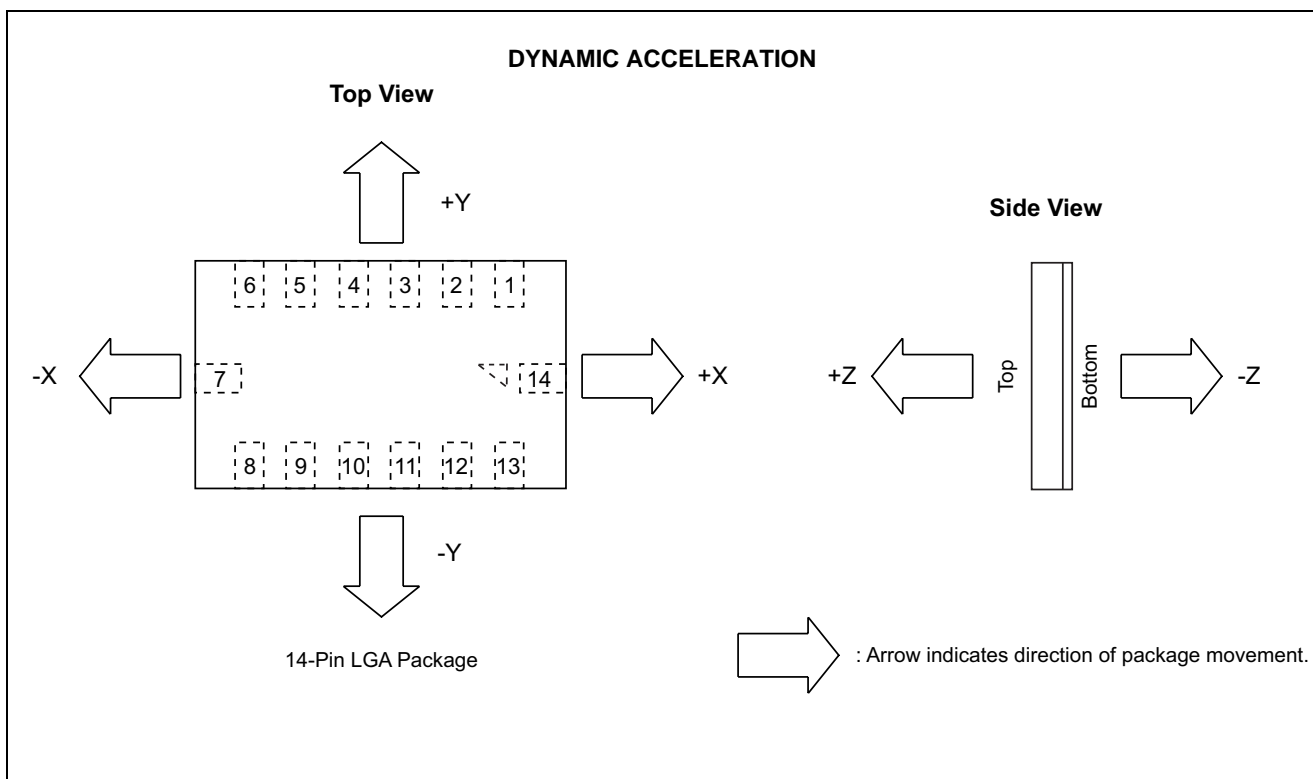 DYNAMIC ACCELERATION
Top View
+Y
Side View
6 5 4 3 2 1
-X
7
14
+X
+Z
Top
Bottom
-Z
8 9 10 11 12 13
-Y
14-Pin LGA Package
: Arrow indicates direction of package movement.